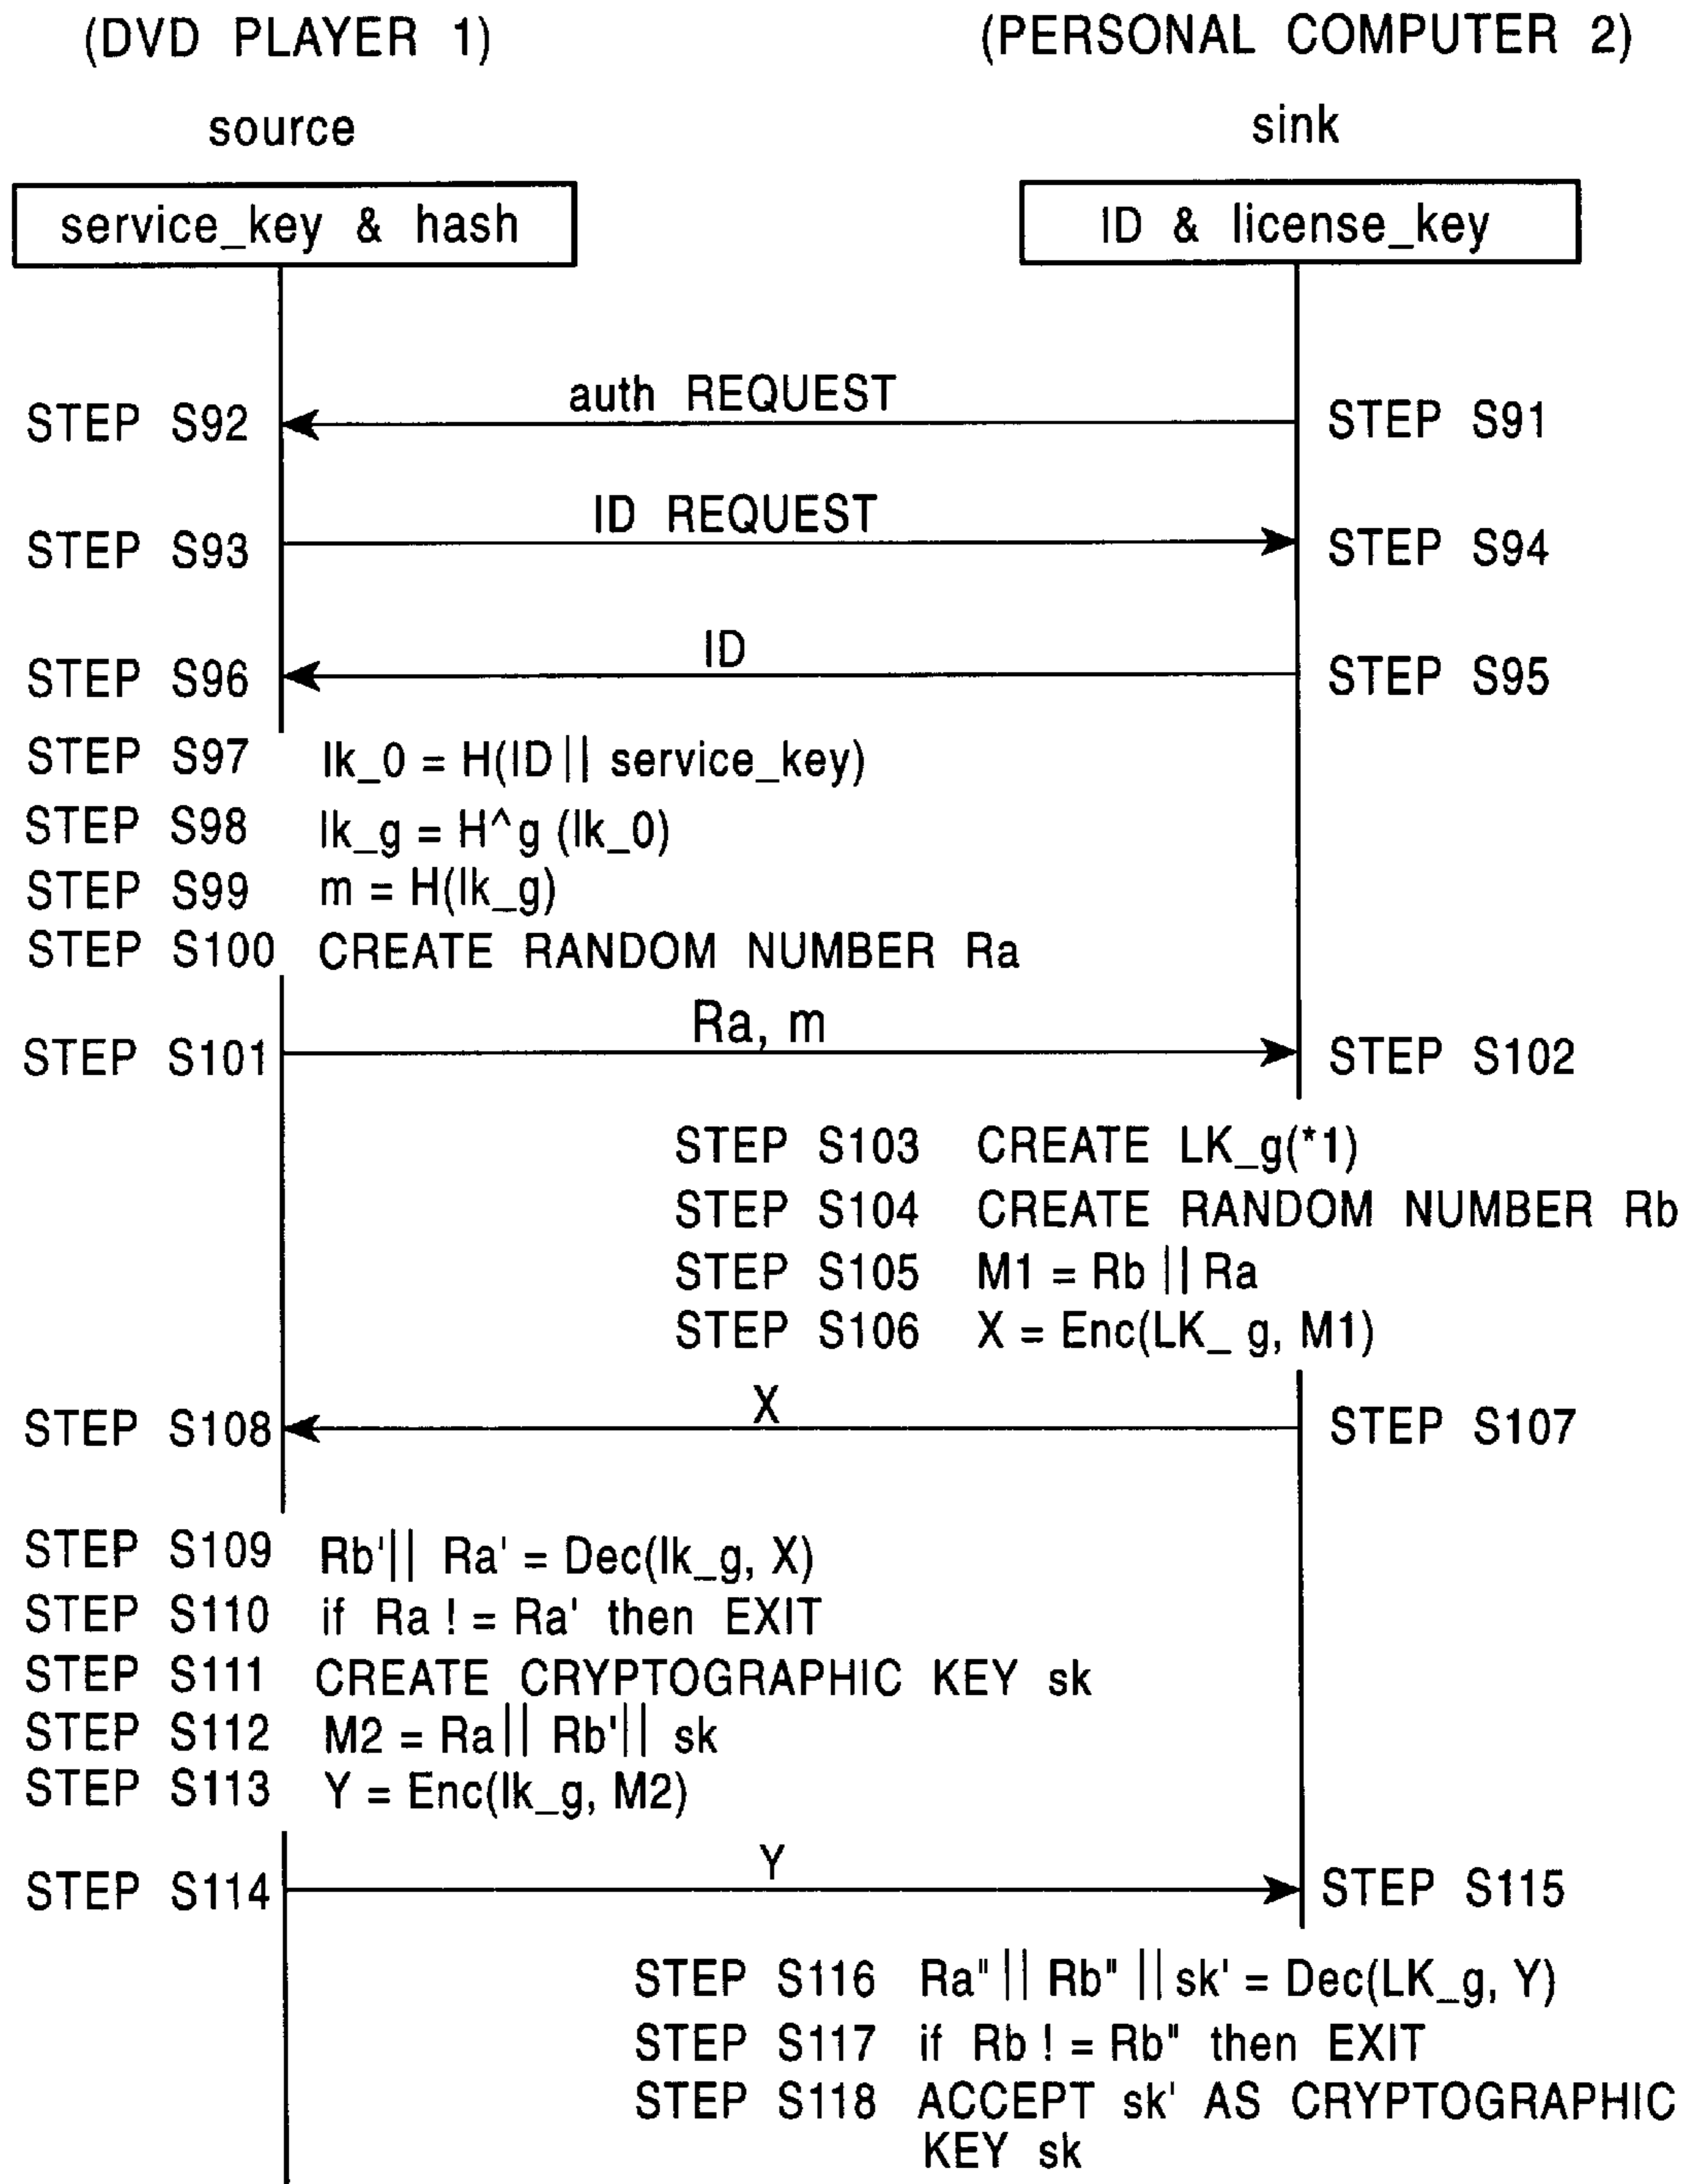 (DVD PLAYER 1) (PERSONAL COMPUTER 2)
source sink
service_key & hash ID & license_key
auth REQUEST
STEP S92 STEP S91
ID REQUEST
STEP S93 STEP S94
ID
STEP S96 STEP S95
STEP S97 lk_0 = H(ID || service_key)
STEP S98 lk_g = H^g (lk_0)
STEP S99 m = H(lk_g)
STEP S100 CREATE RANDOM NUMBER Ra
Ra, m
STEP S101 STEP S102
STEP S103 CREATE LK_g(*1)
STEP S104 CREATE RANDOM NUMBER Rb
STEP S105 M1 = Rb || Ra
STEP S106 X = Enc(LK_ g, M1)
X
STEP S108 STEP S107
STEP S109 Rb'|| Ra' = Dec(lk_g, X)
STEP S110 if Ra ! = Ra' then EXIT
STEP S111 CREATE CRYPTOGRAPHIC KEY sk
STEP S112 M2 = Ra|| Rb'|| sk
STEP S113 Y = Enc(lk_g, M2)
Y
STEP S114 STEP S115
STEP S116 Ra" || Rb" || sk' = Dec(LK_g, Y)
STEP S117 if Rb ! = Rb" then EXIT
STEP S118 ACCEPT sk' AS CRYPTOGRAPHIC
KEY sk